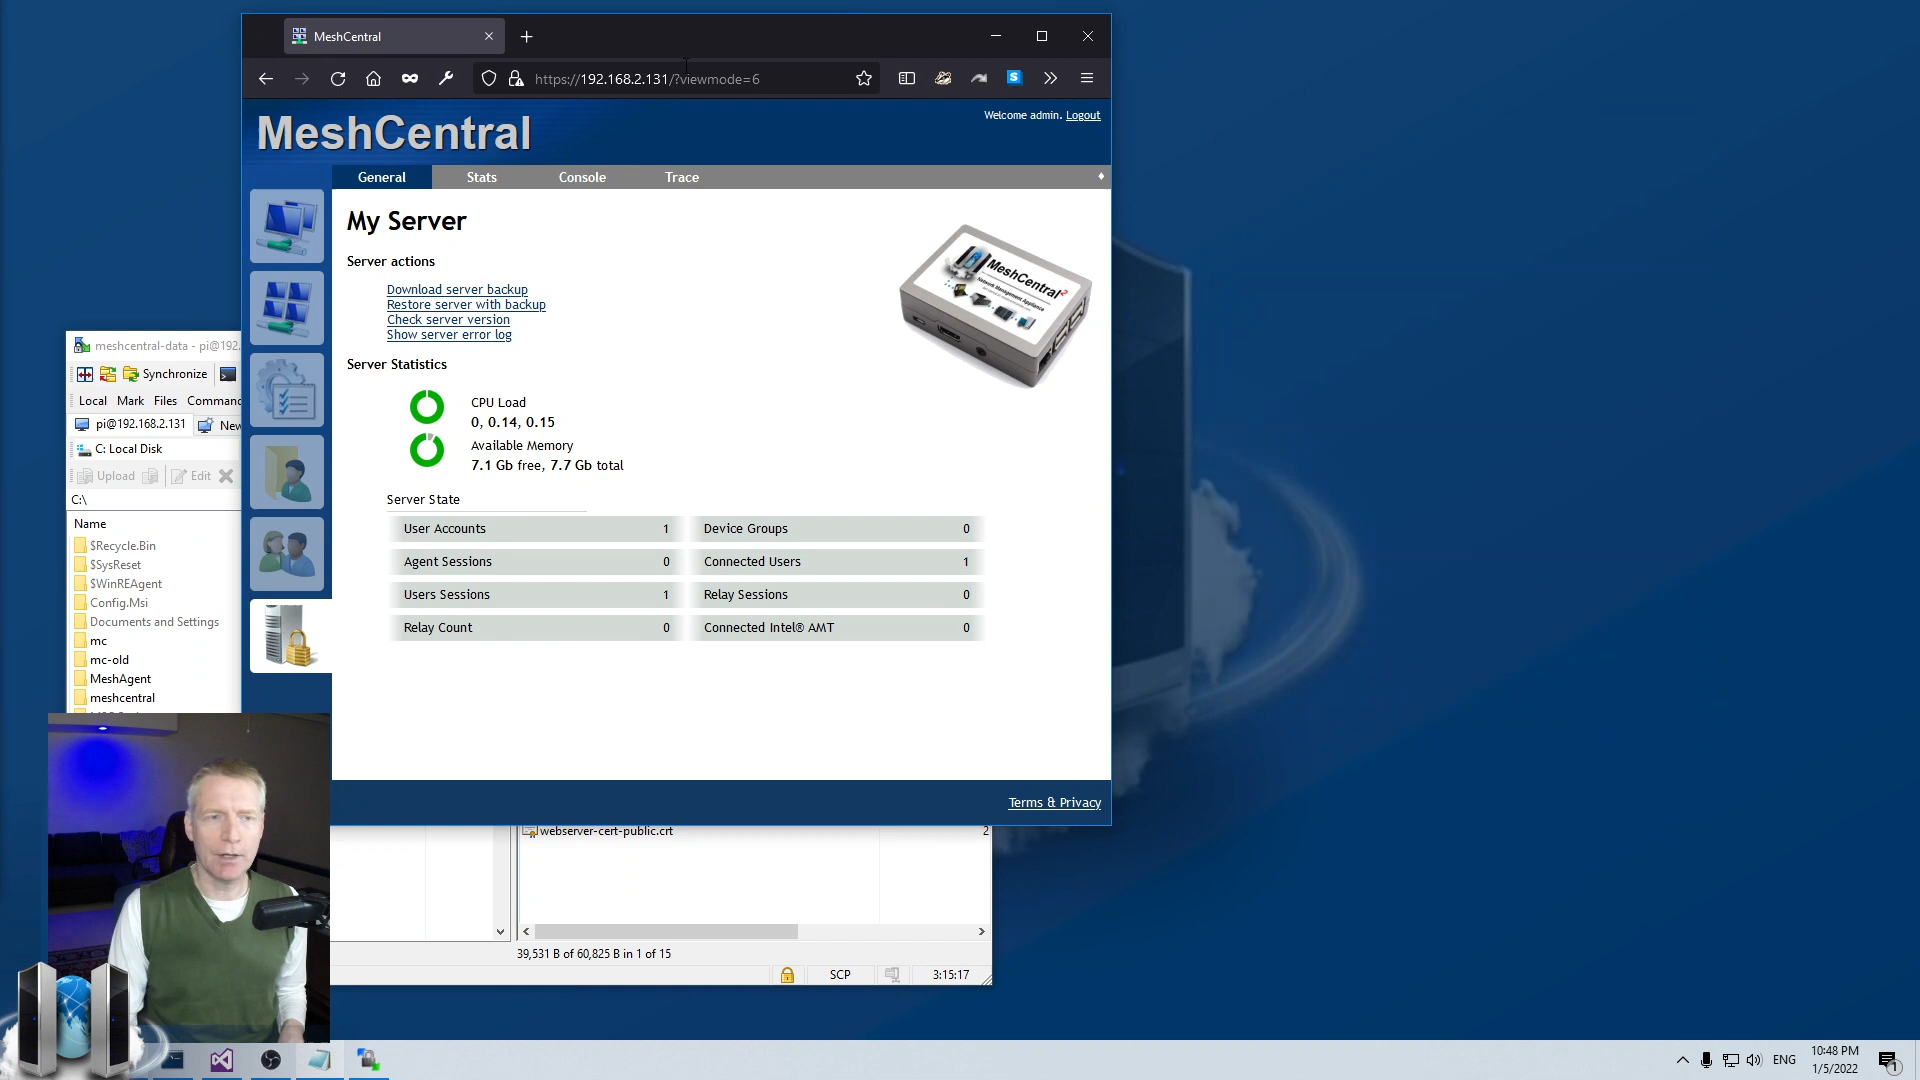 MeshCentral
https://192.168.2.131/?viewmode=6
S
MeshCentral
Welcome admin. Logout
General Stats Console Trace
My Server
Server actions
Download server backup
Restore server with backup
Check server version
Show server error log
MeshCentral2
Network Management Appliance
Server Statistics
CPU Load
0, 0.14, 0.15
Available Memory
7.1 Gb free, 7.7 Gb total
Server State
User Accounts 1 Device Groups 0
Agent Sessions 0 Connected Users 1
Users Sessions 1 Relay Sessions 0
Relay Count 0 Connected Intel® AMT 0
Terms & Privacy
meshcentral-data - pi@192.
Synchronize
Local Mark Files Comman
pi@192.168.2.131 New
C: Local Disk
Upload Edit
C:\
Name
$Recycle.Bin
$SysReset
$WinREAgent
Config.Msi
Documents and Settings
mc
mc-old
MeshAgent
meshcentral
webserver-cert-public.crt 2
39,531 B of 60,825 B in 1 of 15
SCP 3:15:17
ENG
10:48 PM
1/5/2022
1